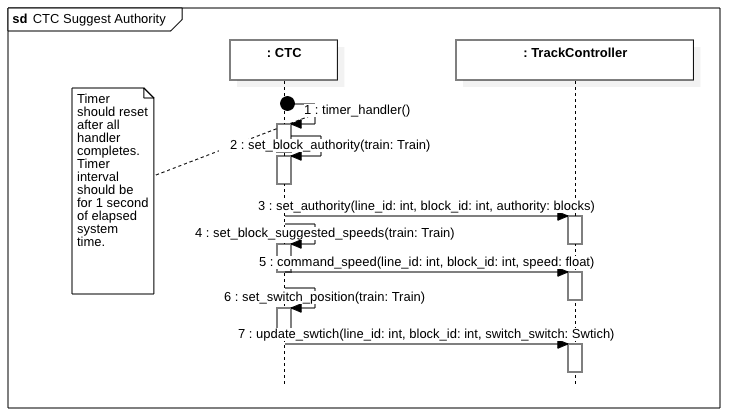 sd CTC Suggest Authority
: CTC
: TrackController
Timer
should reset
after all
handler
completes.
Timer
interval
should be
for 1 second
of elapsed
system
time.
1 : timer_handler()
2 : set_block_authority(train: Train)
3 : set_authority(line_id: int, block_id: int, authority: blocks)
4 : set_block_suggested_speeds(train: Train)
5 : command_speed(line_id: int, block_id: int, speed: float)
6 : set_switch_position(train: Train)
7 : update_swtich(line_id: int, block_id: int, switch_switch: Swtich)